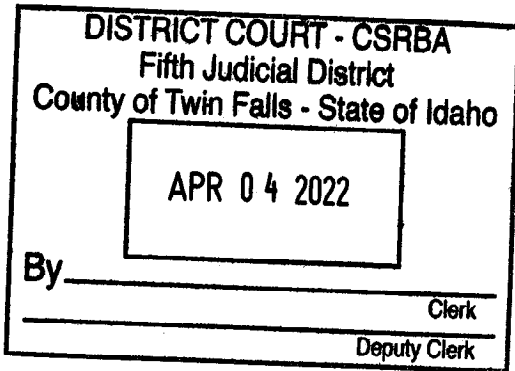 DISTRICT COURT - CSRBA
Fifth Judicial District
County of Twin Falls - State of Idaho
APR 04 2022
By
Clerk
Deputy Clerk